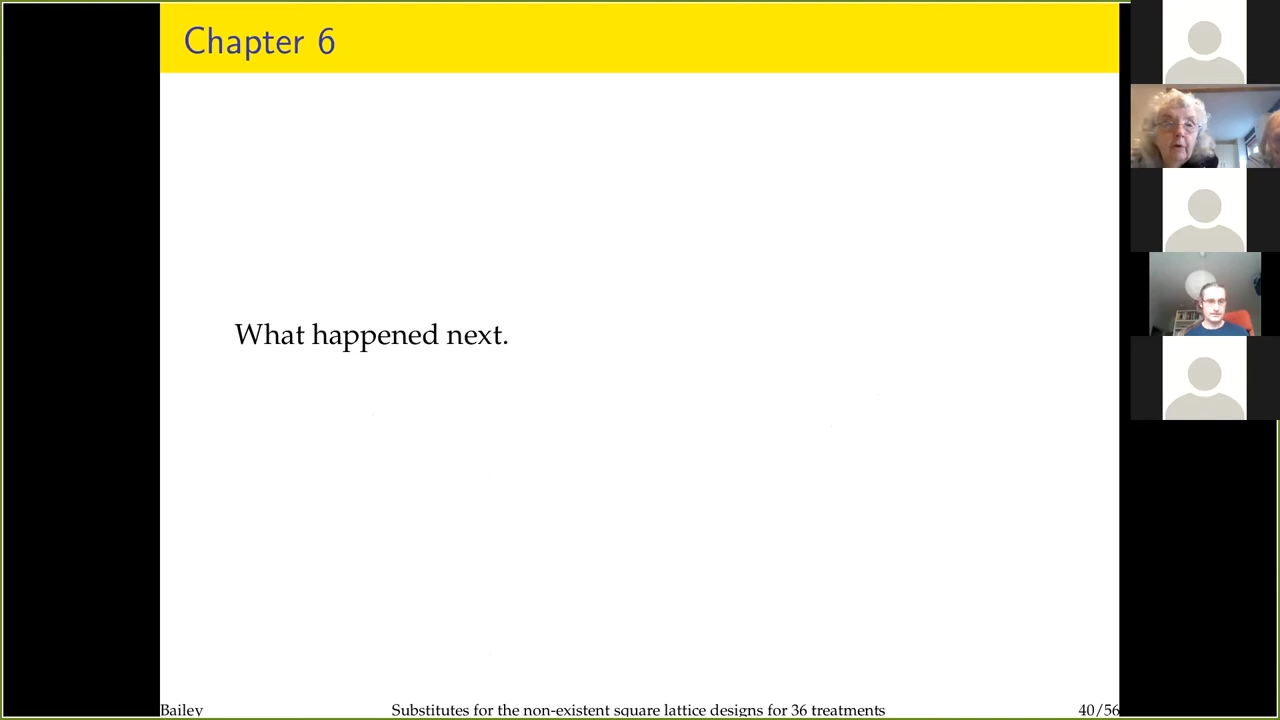 Chapter 6
What happened next.
Bailey Substitutes for the non-existent square lattice designs for 36 treatments 40/56